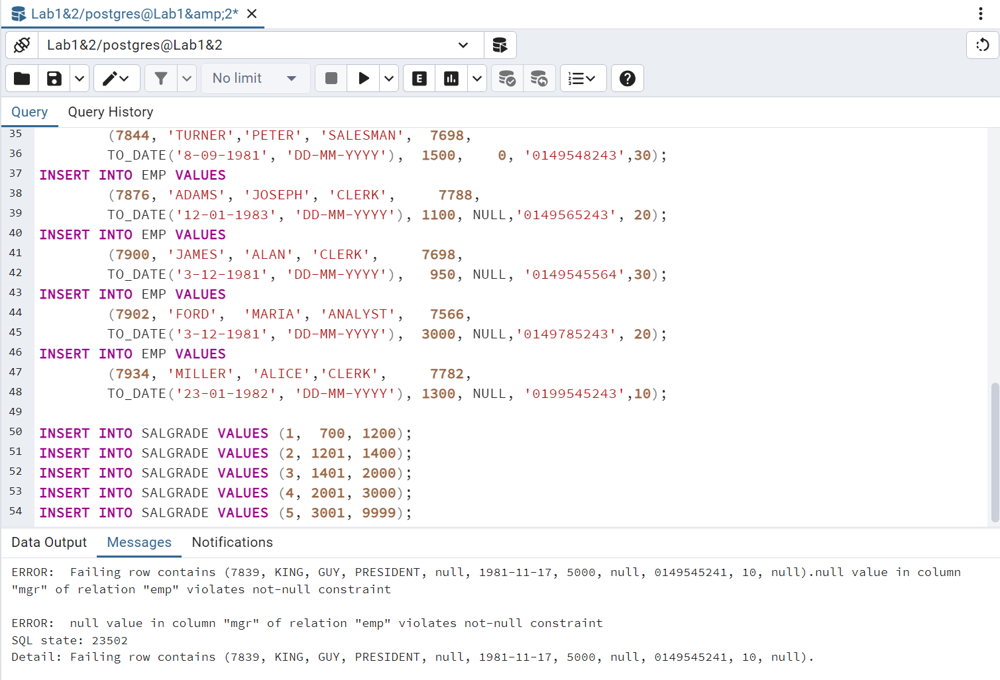 Lab1&2/postgres@Lab1&amp;2*
Lab1&2/postgres@Lab1&2
No limit
E
Query Query History
35 (7844, 'TURNER','PETER', 'SALESMAN', 7698,
36 TO_DATE('8-09-1981', 'DD-MM-YYYY'), 1500, 0, '0149548243',30);
37 INSERT INTO EMP VALUES
38 (7876, 'ADAMS', 'JOSEPH', 'CLERK', 7788,
39 TO_DATE('12-01-1983', 'DD-MM-YYYY'), 1100, NULL,'0149565243', 20);
40 INSERT INTO EMP VALUES
41 (7900, 'JAMES', 'ALAN', 'CLERK', 7698,
42 TO_DATE('3-12-1981', 'DD-MM-YYYY'), 950, NULL, '0149545564',30);
43 INSERT INTO EMP VALUES
44 (7902, 'FORD', 'MARIA', 'ANALYST', 7566,
45 TO_DATE('3-12-1981', 'DD-MM-YYYY'), 3000, NULL,'0149785243', 20);
46 INSERT INTO EMP VALUES
47 (7934, 'MILLER', 'ALICE','CLERK', 7782,
48 TO_DATE('23-01-1982', 'DD-MM-YYYY'), 1300, NULL, '0199545243',10);
49
50 INSERT INTO SALGRADE VALUES (1, 700, 1200);
51 INSERT INTO SALGRADE VALUES (2, 1201, 1400);
52 INSERT INTO SALGRADE VALUES (3, 1401, 2000);
53 INSERT INTO SALGRADE VALUES (4, 2001, 3000);
54 INSERT INTO SALGRADE VALUES (5, 3001, 9999);
Data Output Messages Notifications
ERROR: Failing row contains (7839, KING, GUY, PRESIDENT, null, 1981-11-17, 5000, null, 0149545241, 10, null).null value in column
"mgr" of relation "emp" violates not-null constraint
ERROR: null value in column "mgr" of relation "emp" violates not-null constraint
SQL state: 23502
Detail: Failing row contains (7839, KING, GUY, PRESIDENT, null, 1981-11-17, 5000, null, 0149545241, 10, null).